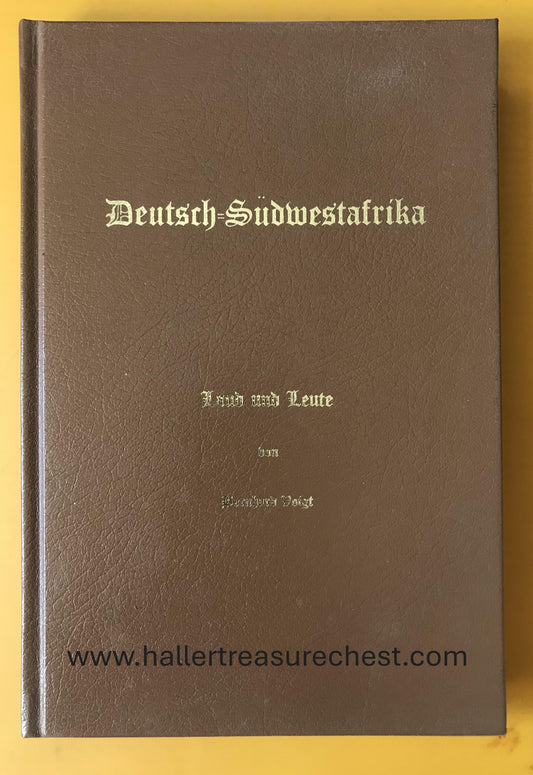 Deutsch=Südwestafrika
Land und Leute
von
Bernhard Voigt
www.hallertreasurechest.com